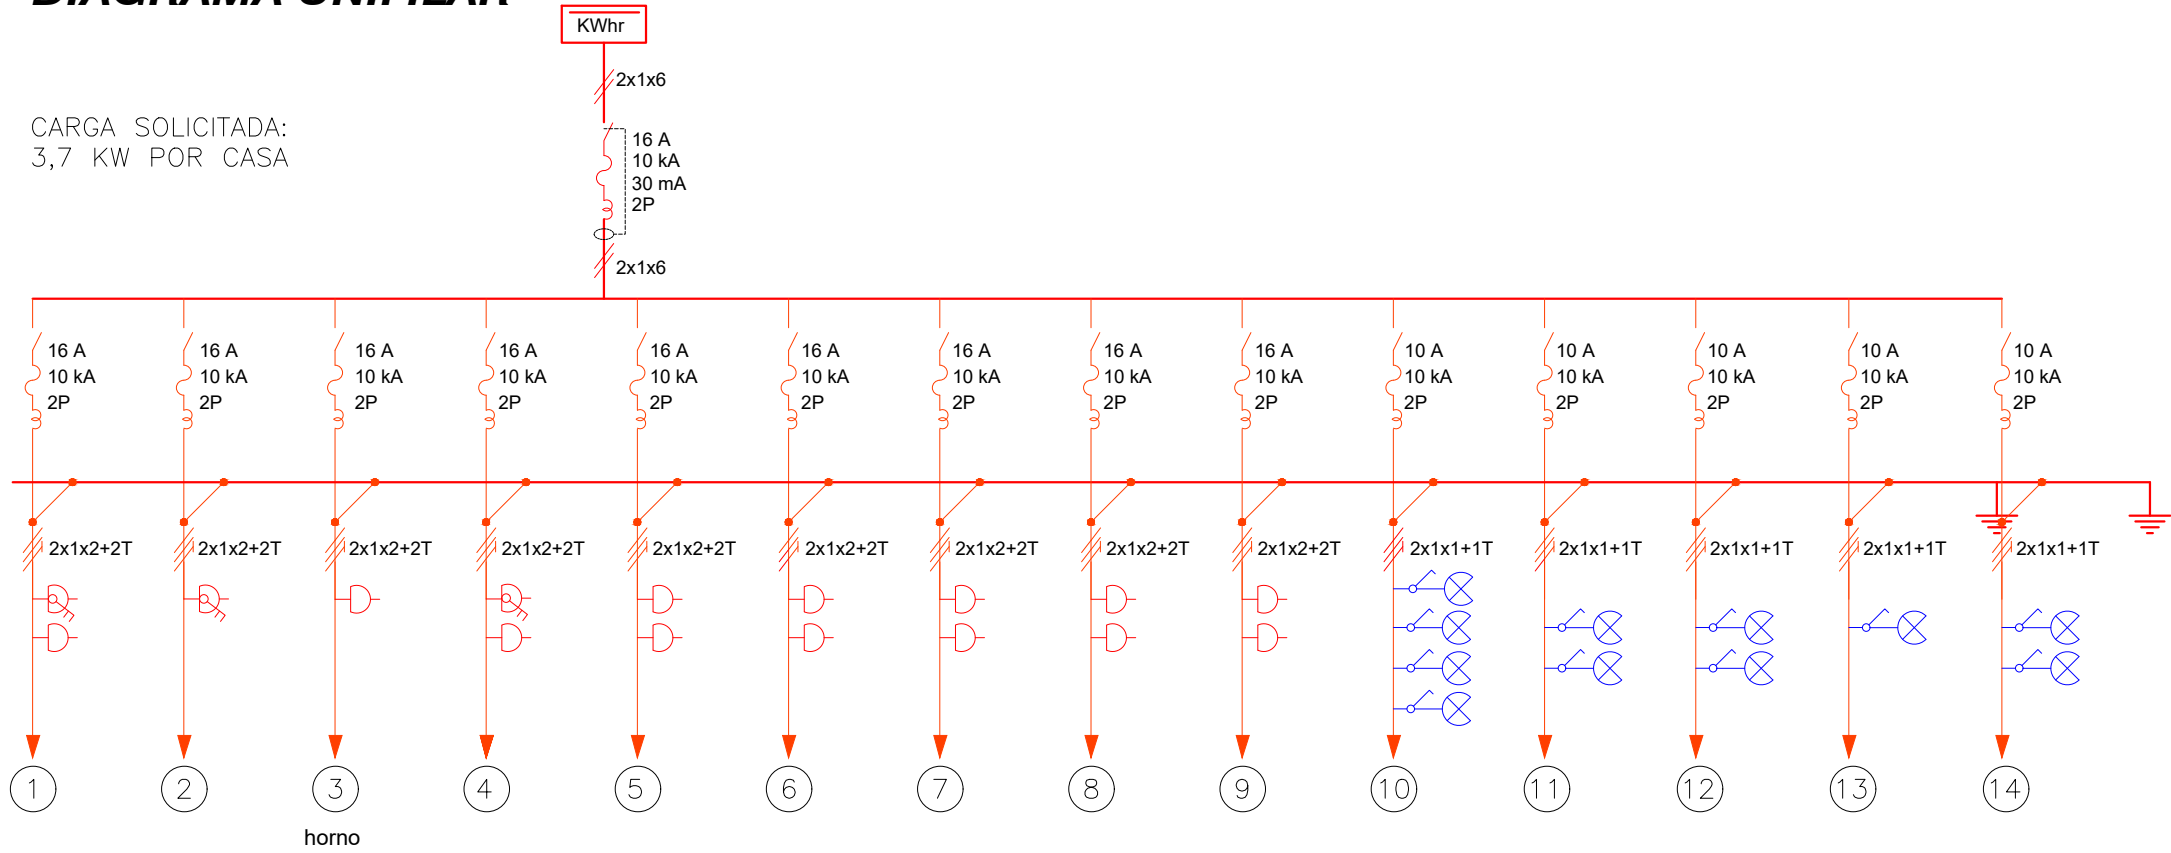 DIAGRAMA UNIFILAR
KWhr
2x1x6
CARGA SOLICITADA:
3,7 KW POR CASA
16 A
10 kA
30 mA
2P
2x1x6
16 A 16 A 16 A 16 A 16 A 16 A 16 A 16 A 16 A 10 A 10 A 10 A 10 A 10 A
10 kA 10 kA 10 kA 10 kA 10 kA 10 kA 10 kA 10 kA 10 kA 10 kA 10 kA 10 kA 10 kA 10 kA
2P 2P 2P 2P 2P 2P 2P 2P 2P 2P 2P 2P 2P 2P
2x1x2+2T 2x1x2+2T 2x1x2+2T 2x1x2+2T 2x1x2+2T 2x1x2+2T 2x1x2+2T 2x1x2+2T 2x1x2+2T 2x1x1+1T 2x1x1+1T 2x1x1+1T 2x1x1+1T 2x1x1+1T
1 2 3 4 5 6 7 8 9 10 11 12 13 14
horno